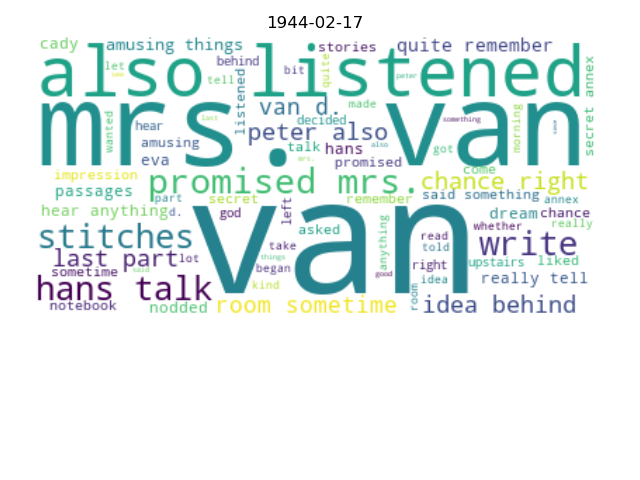 1944-02-17
cady amusing things stories quite remember
let behind bit quite peter
also listened
tell listened secret annex
mrs. van
wanted van d. made something morning
hear last decided
amusing peter also
eva talk hans got
mrs. also promised
impression promised mrs. come chance right
passages part secret remember said something annex
hear anything d. god left dream chance
van
stitches asked anything read whether really
told write
last part lot take right upstairs liked
sometime said things began good idea really tell
hans talk kind room
notebook nodded room sometime idea behind